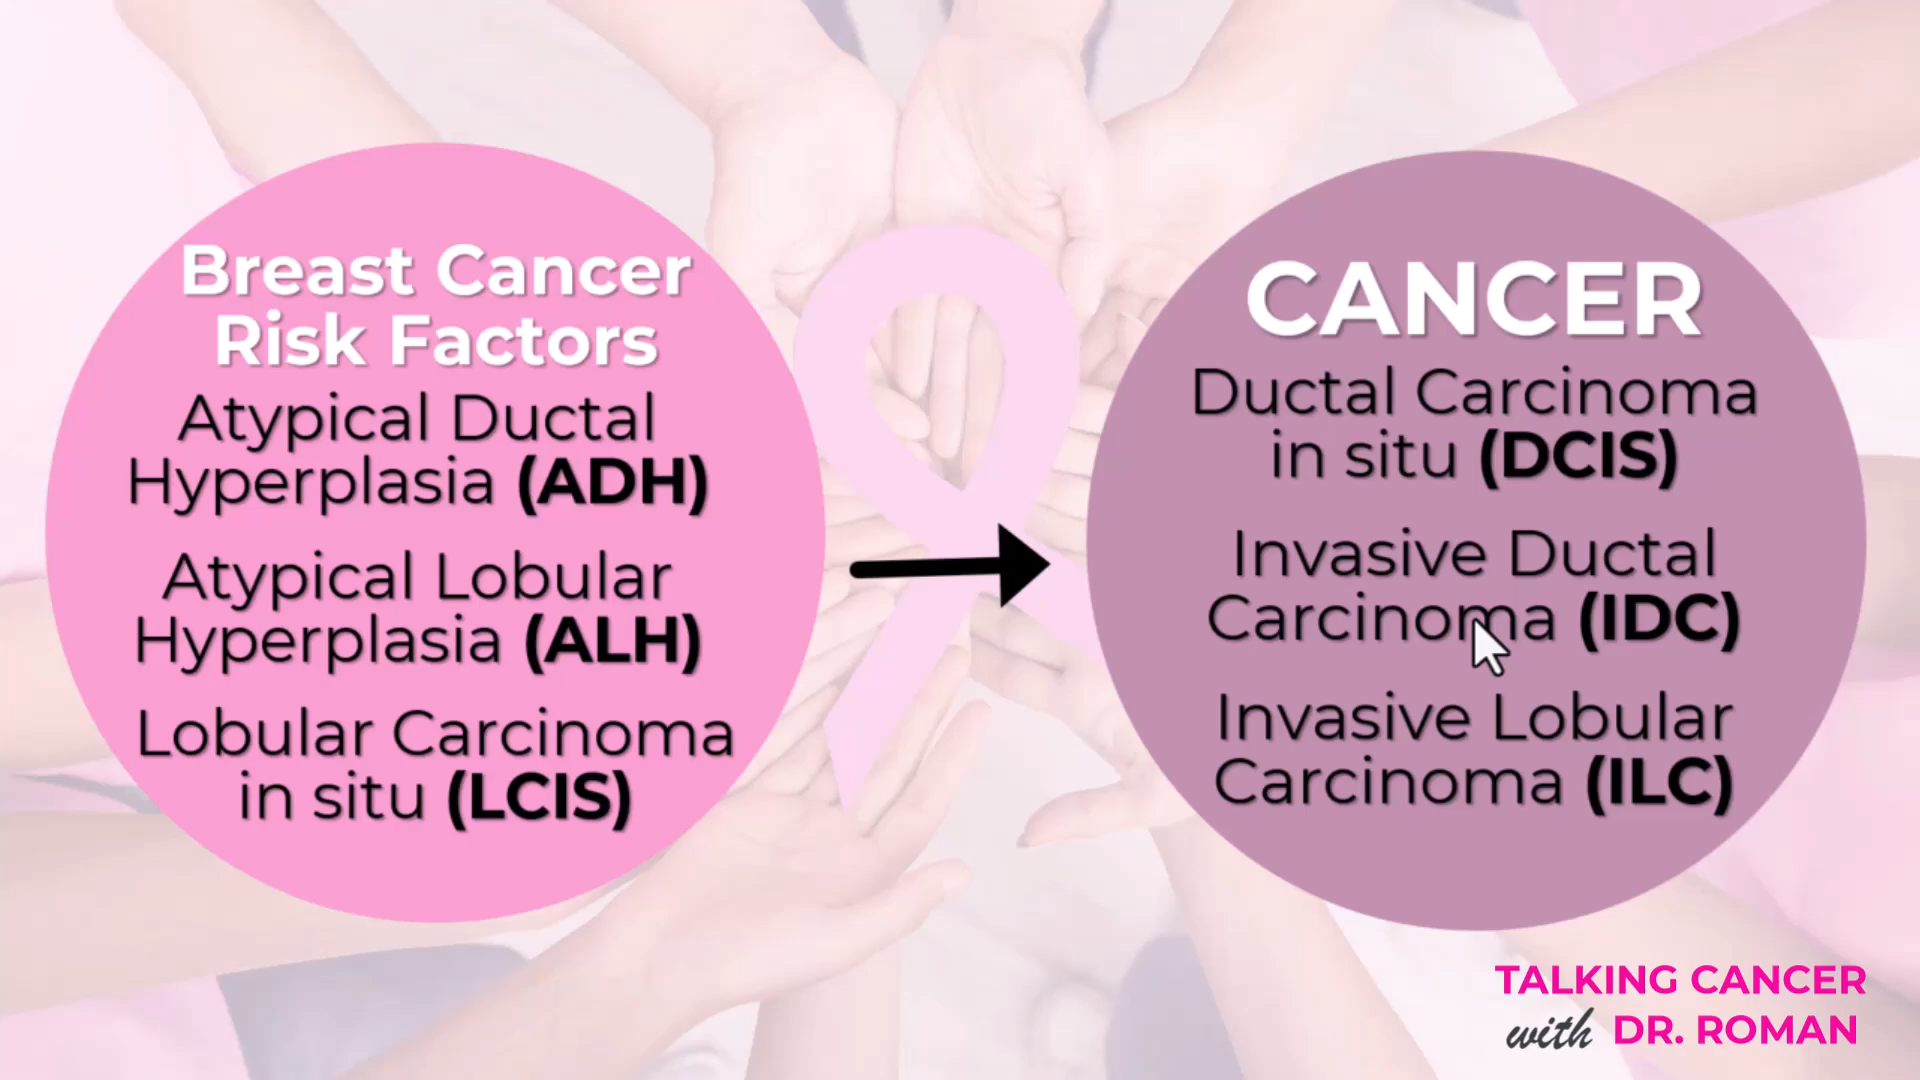 Breast Cancer
Risk Factors
Atypical Ductal
Hyperplasia (ADH)
Atypical Lobular
Hyperplasia (ALH)
Lobular Carcinoma
in situ (LCIS)
CANCER
Ductal Carcinoma
in situ (DCIS)
Invasive Ductal
Carcinoma (IDC)
Invasive Lobular
Carcinoma (ILC)
TALKING CANCER
with DR. ROMAN